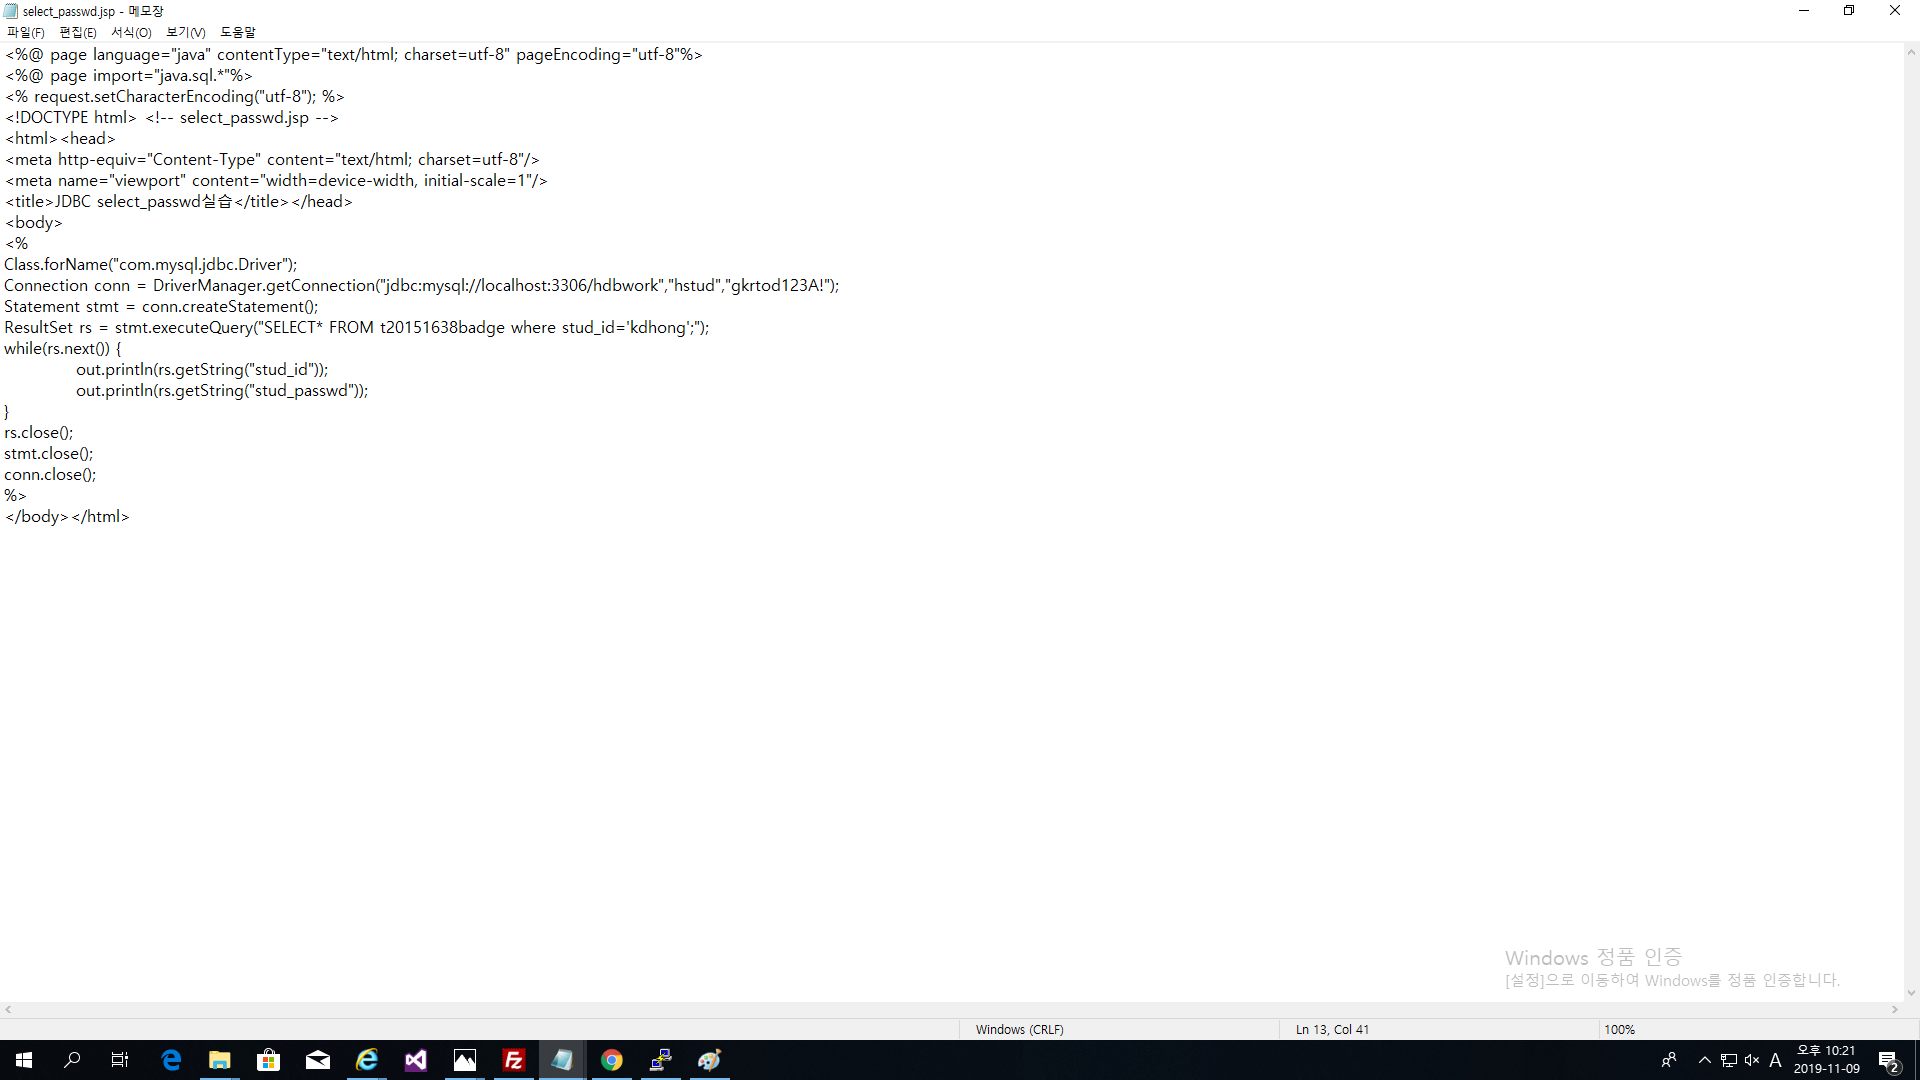 select_passwd.jsp - 메모장
파일(F) 편집(E) 서식(O) 보기(V) 도움말
<%@ page language="java" contentType="text/html; charset=utf-8" pageEncoding="utf-8"%>
<%@ page import="java.sql.*"%>
<% request.setCharacterEncoding("utf-8"); %>
<!DOCTYPE html> <!-- select_passwd.jsp -->
<html><head>
<meta http-equiv="Content-Type" content="text/html; charset=utf-8"/>
<meta name="viewport" content="width=device-width, initial-scale=1"/>
<title>JDBC select_passwd실습</title></head>
<body>
<%
Class.forName("com.mysql.jdbc.Driver");
Connection conn = DriverManager.getConnection("jdbc:mysql://localhost:3306/hdbwork","hstud","gkrtod123A!");
Statement stmt = conn.createStatement();
ResultSet rs = stmt.executeQuery("SELECT* FROM t20151638badge where stud_id='kdhong';");
while(rs.next()) {
out.println(rs.getString("stud_id"));
out.println(rs.getString("stud_passwd"));
}
rs.close();
stmt.close();
conn.close();
%>
</body></html>
Windows 정품 인증
[설정]으로 이동하여 Windows를 정품 인증합니다.
Windows (CRLF) Ln 13, Col 41 100%
A 오후 10:21
2019-11-09
2